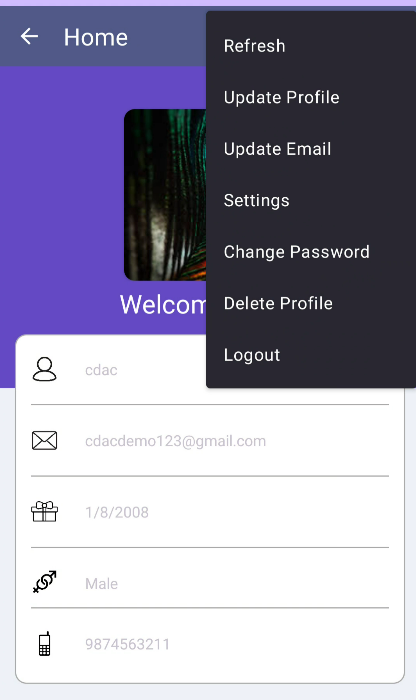 Home
Refresh
Update Profile
Update Email
Settings
Change Password
Delete Profile
Logout
cdac
cdacdemo123@gmail.com
1/8/2008
Male
9874563211